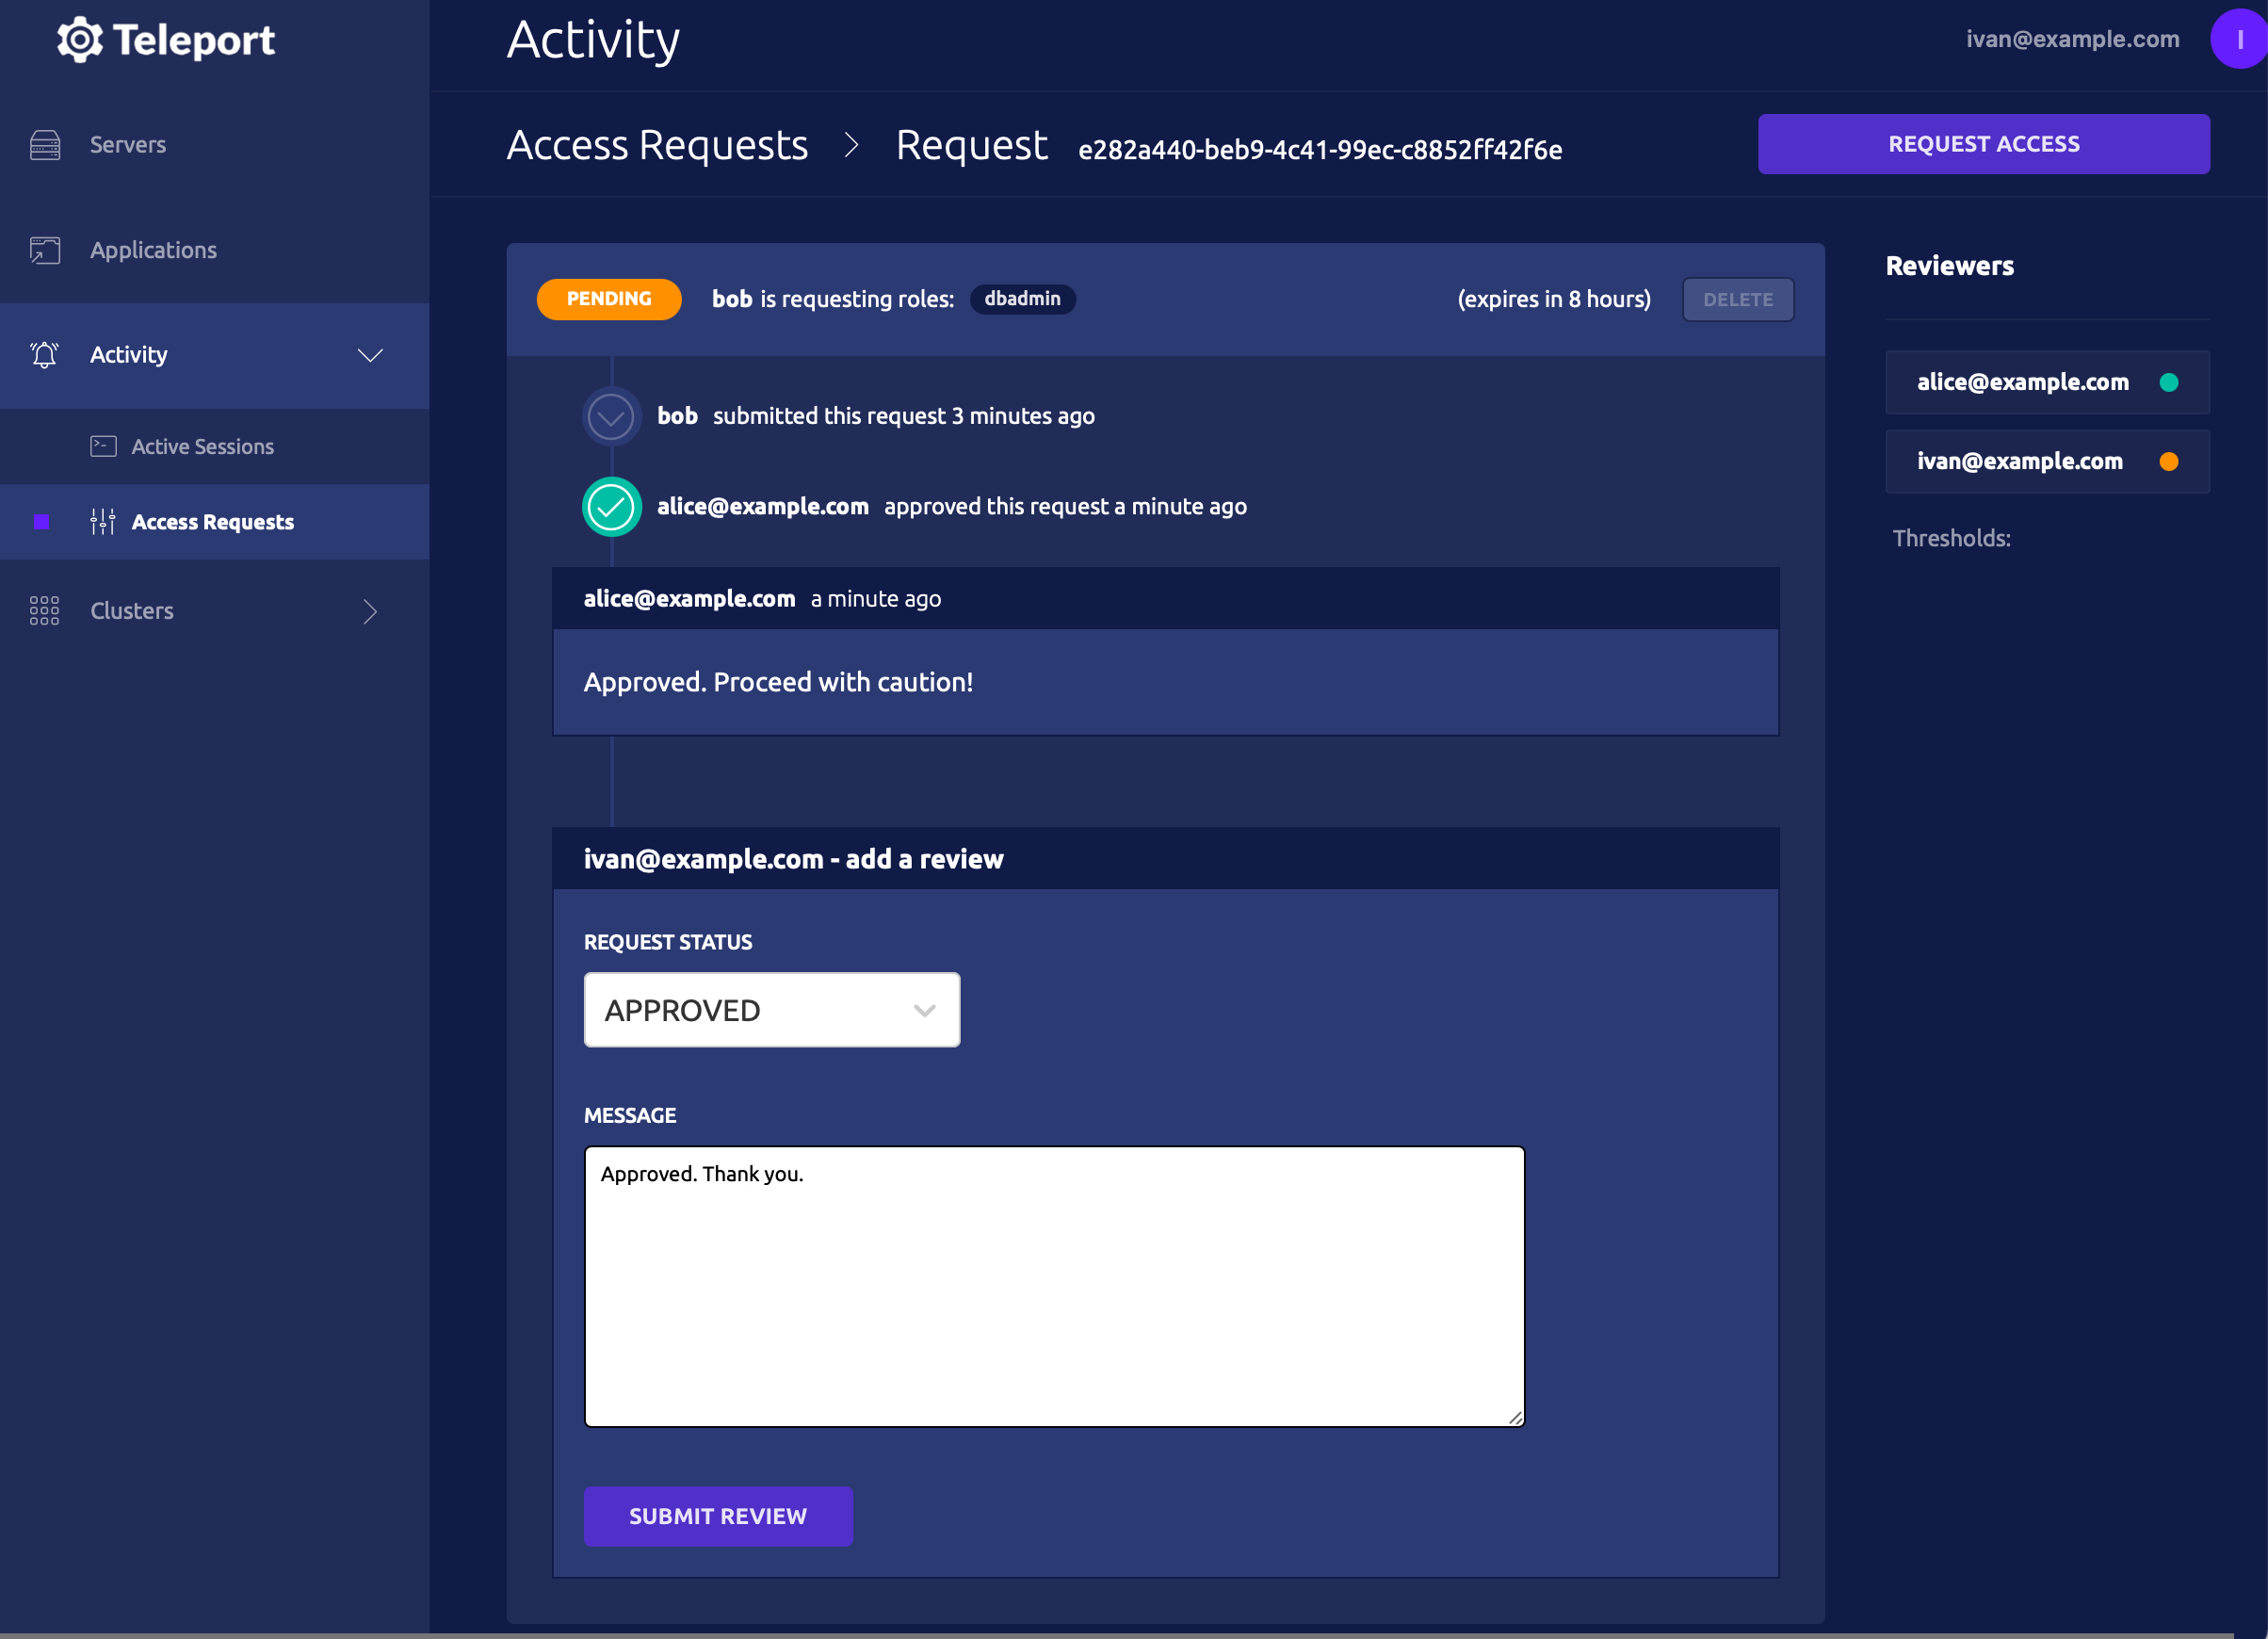 Teleport
Servers
Applications
Activity
Active Sessions
Access Requests
Clusters
Activity
ivan@example.com
I
Access Requests > Request e282a440-beb9-4c41-99ec-c8852ff42f6e
REQUEST ACCESS
PENDING bob is requesting roles: dbadmin (expires in 8 hours) DELETE
bob submitted this request 3 minutes ago
alice@example.com approved this request a minute ago
alice@example.com a minute ago
Approved. Proceed with caution!
ivan@example.com - add a review
REQUEST STATUS
APPROVED
MESSAGE
Approved. Thank you.
SUBMIT REVIEW
Reviewers
alice@example.com
ivan@example.com
Thresholds: